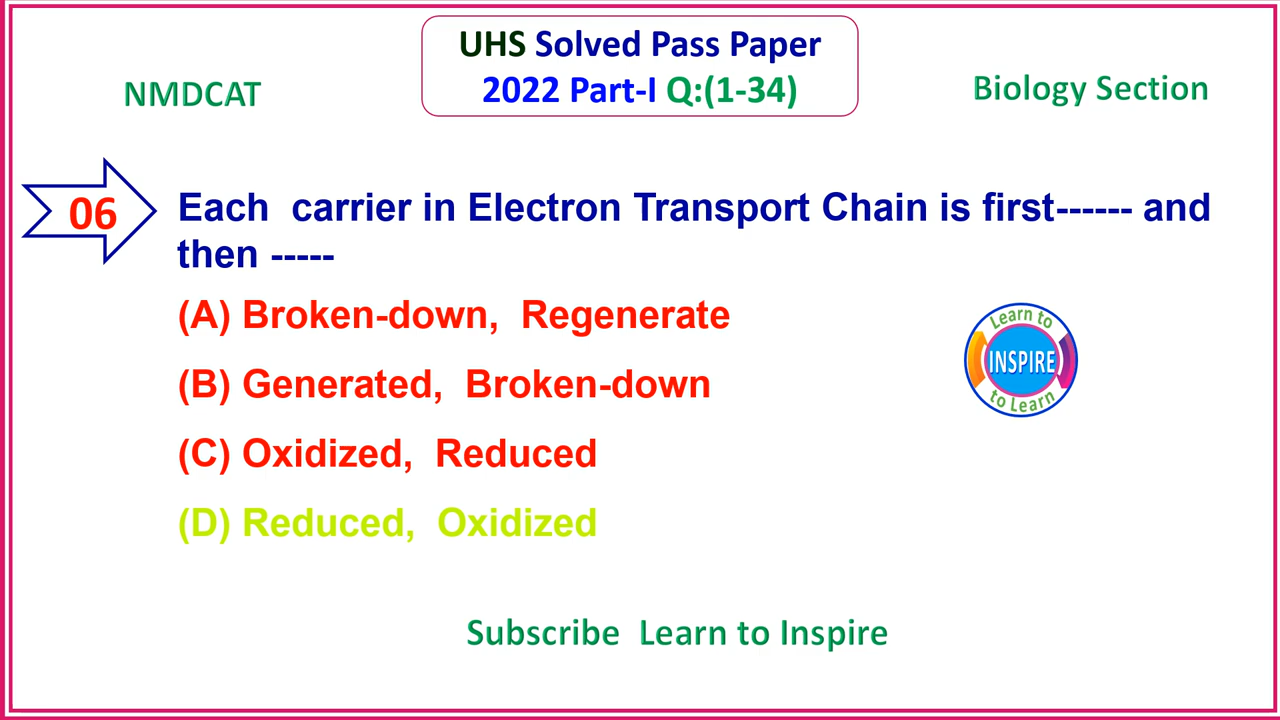 UHS Solved Pass Paper
2022 Part-I Q:(1-34)
NMDCAT
Biology Section
06
Each carrier in Electron Transport Chain is first------ and
then -----
(A) Broken-down, Regenerate
(B) Generated, Broken-down
(C) Oxidized, Reduced
(D) Reduced, Oxidized
Learn to
INSPIRE
to Learn
Subscribe Learn to Inspire